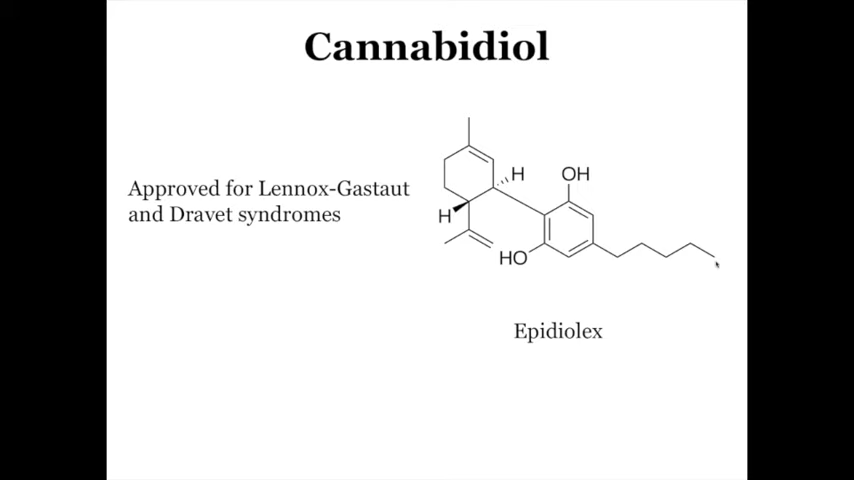 Cannabidiol
Approved for Lennox-Gastaut
and Dravet syndromes
H
OH
H
HO
Epidiolex